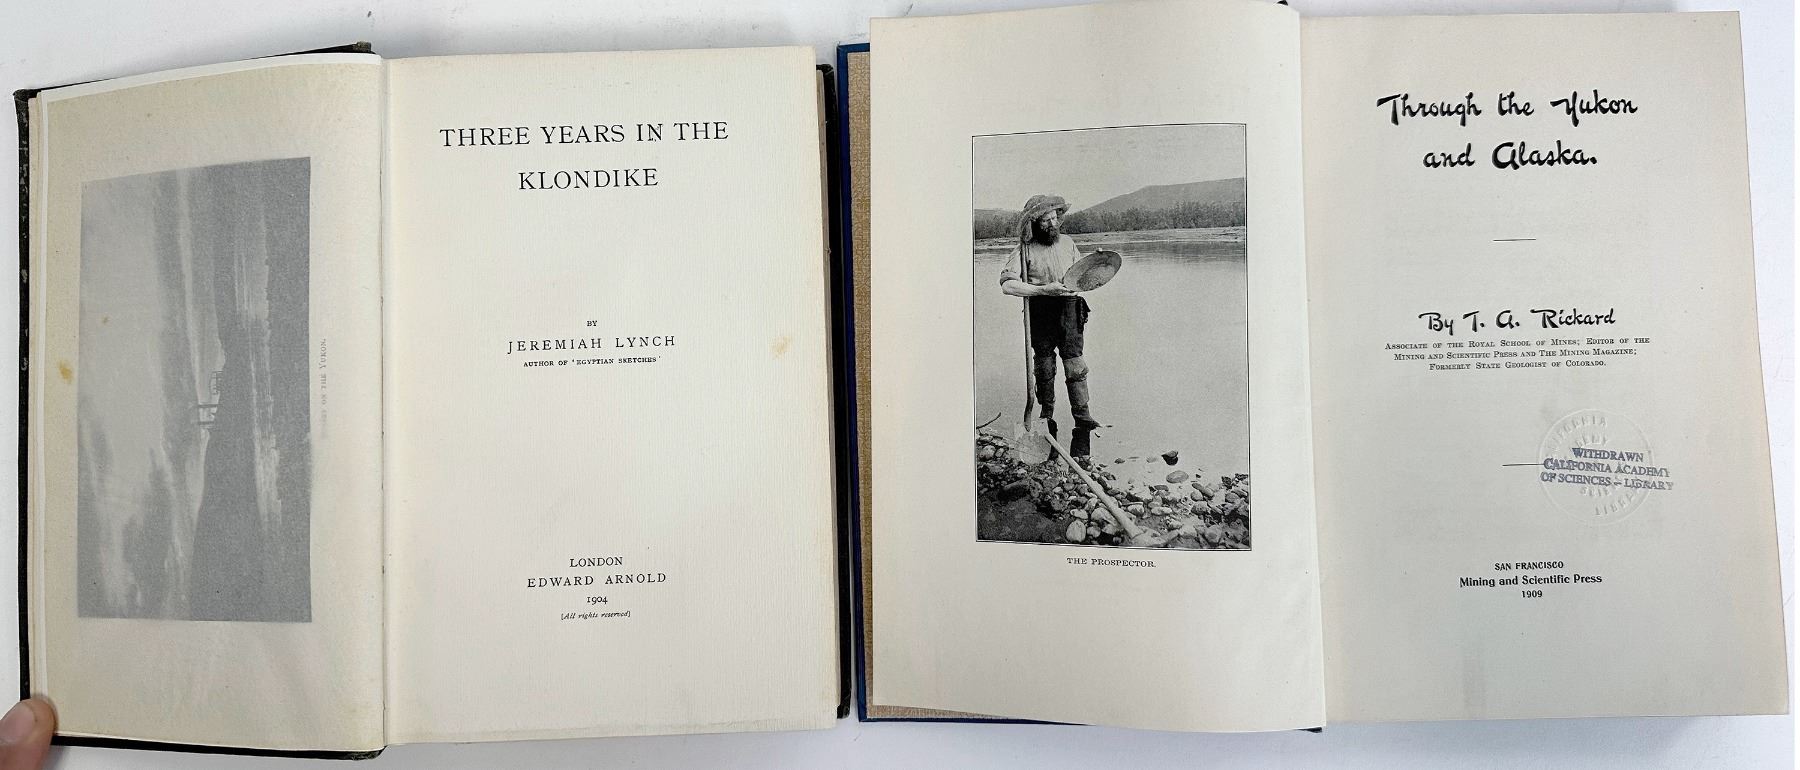 THREE YEARS IN THE
KLONDIKE
BY
JEREMIAH LYNCH
AUTHOR OF 'EGYPTIAN SKETCHES'
LONDON
EDWARD ARNOLD
1904
[All rights reserved]
ON THE YUKON.
THE PROSPECTOR.
Through the Yukon
and Alaska.
By T. A. Rickard
Associate of the Royal School of Mines; Editor of the
Mining and Scientific Press and The Mining Magazine;
Formerly State Geologist of Colorado.
WITHDRAWN
CALIFORNIA ACADEMY
OF SCIENCES - LIBRARY
SAN FRANCISCO
Mining and Scientific Press
1909